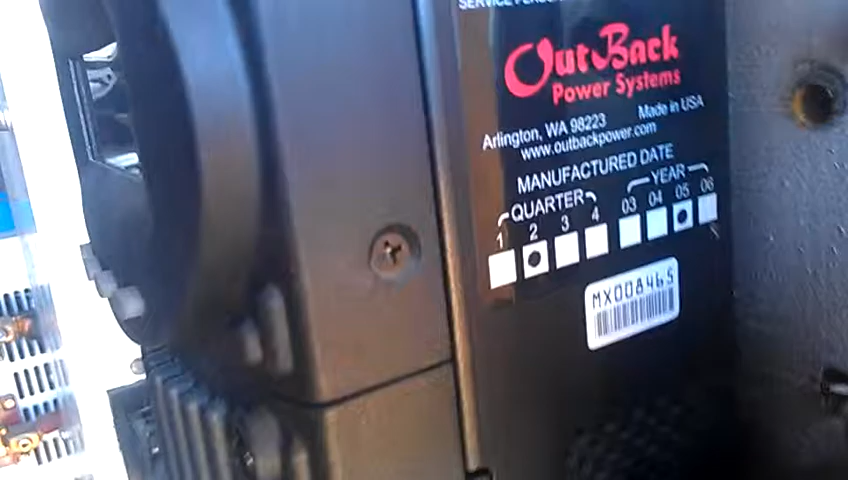 OutBack
Power Systems
Arlington, WA 98223 Made in USA
www.outbackpower.com
MANUFACTURED DATE
QUARTER YEAR
1 2 3 4 03 04 05 06
MX008465